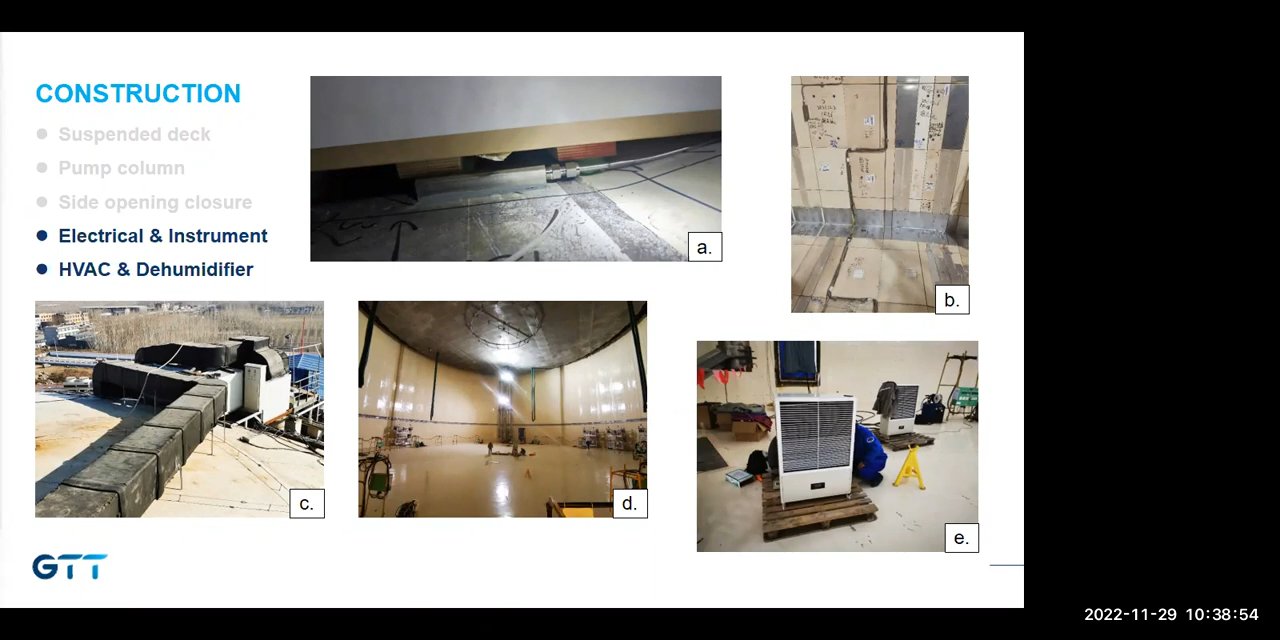 CONSTRUCTION
Suspended deck
Pump column
Side opening closure
Electrical & Instrument
HVAC & Dehumidifier
a.
b.
c.
d.
e.
GTT
2022-11-29 10:38:54